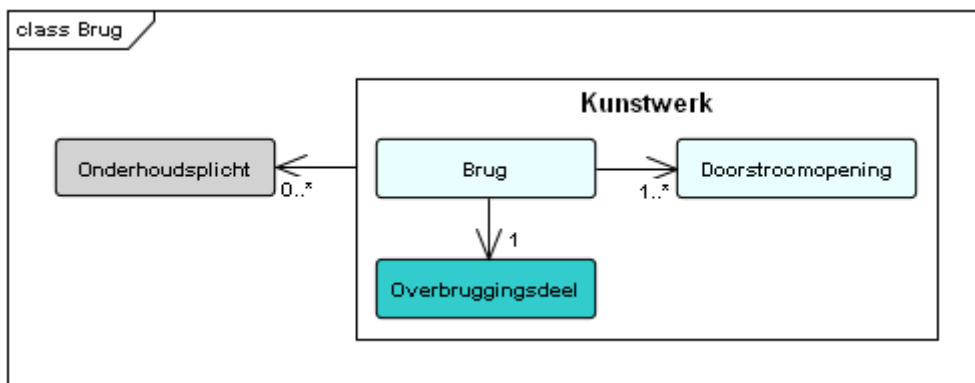 class Brug
Kunstwerk
Onderhoudsplicht
0..*
Brug
1..*
Doorstroomopening
1
Overbruggingsdeel